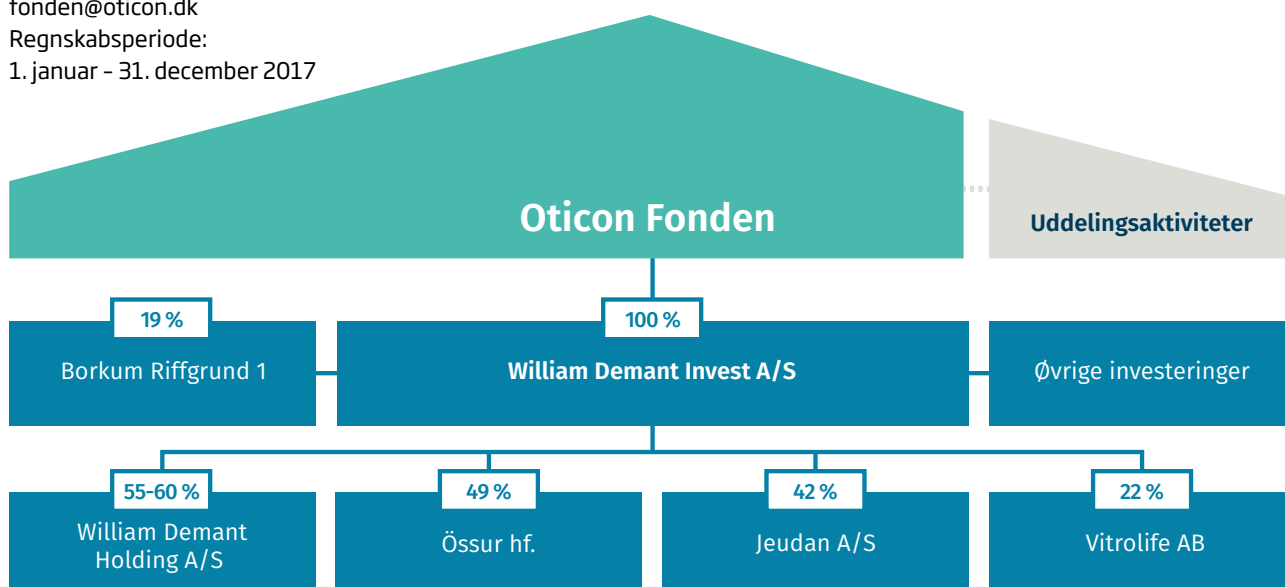 fonden@oticon.dk
Regnskabsperiode:
1. januar – 31. december 2017
Oticon Fonden
Uddelingsaktiviteter
19 %
100 %
Borkum Riffgrund 1
William Demant Invest A/S
Øvrige investeringer
55-60 %
49 %
42 %
22 %
William Demant
Holding A/S
Össur hf.
Jeudan A/S
Vitrolife AB